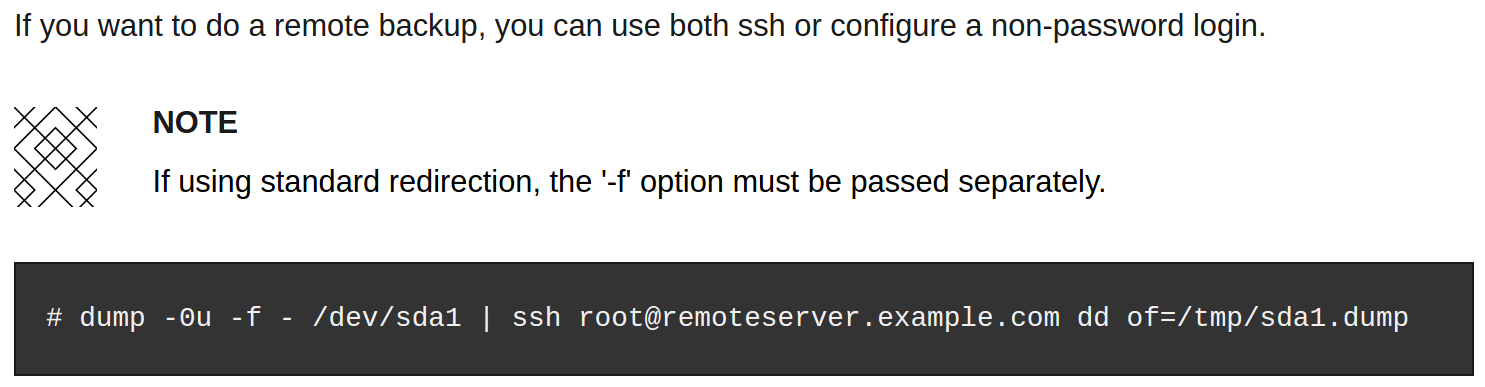 If you want to do a remote backup, you can use both ssh or configure a non-password login.
NOTE
If using standard redirection, the '-f' option must be passed separately.
# dump -0u -f - /dev/sda1 | ssh root@remoteserver.example.com dd of=/tmp/sda1.dump